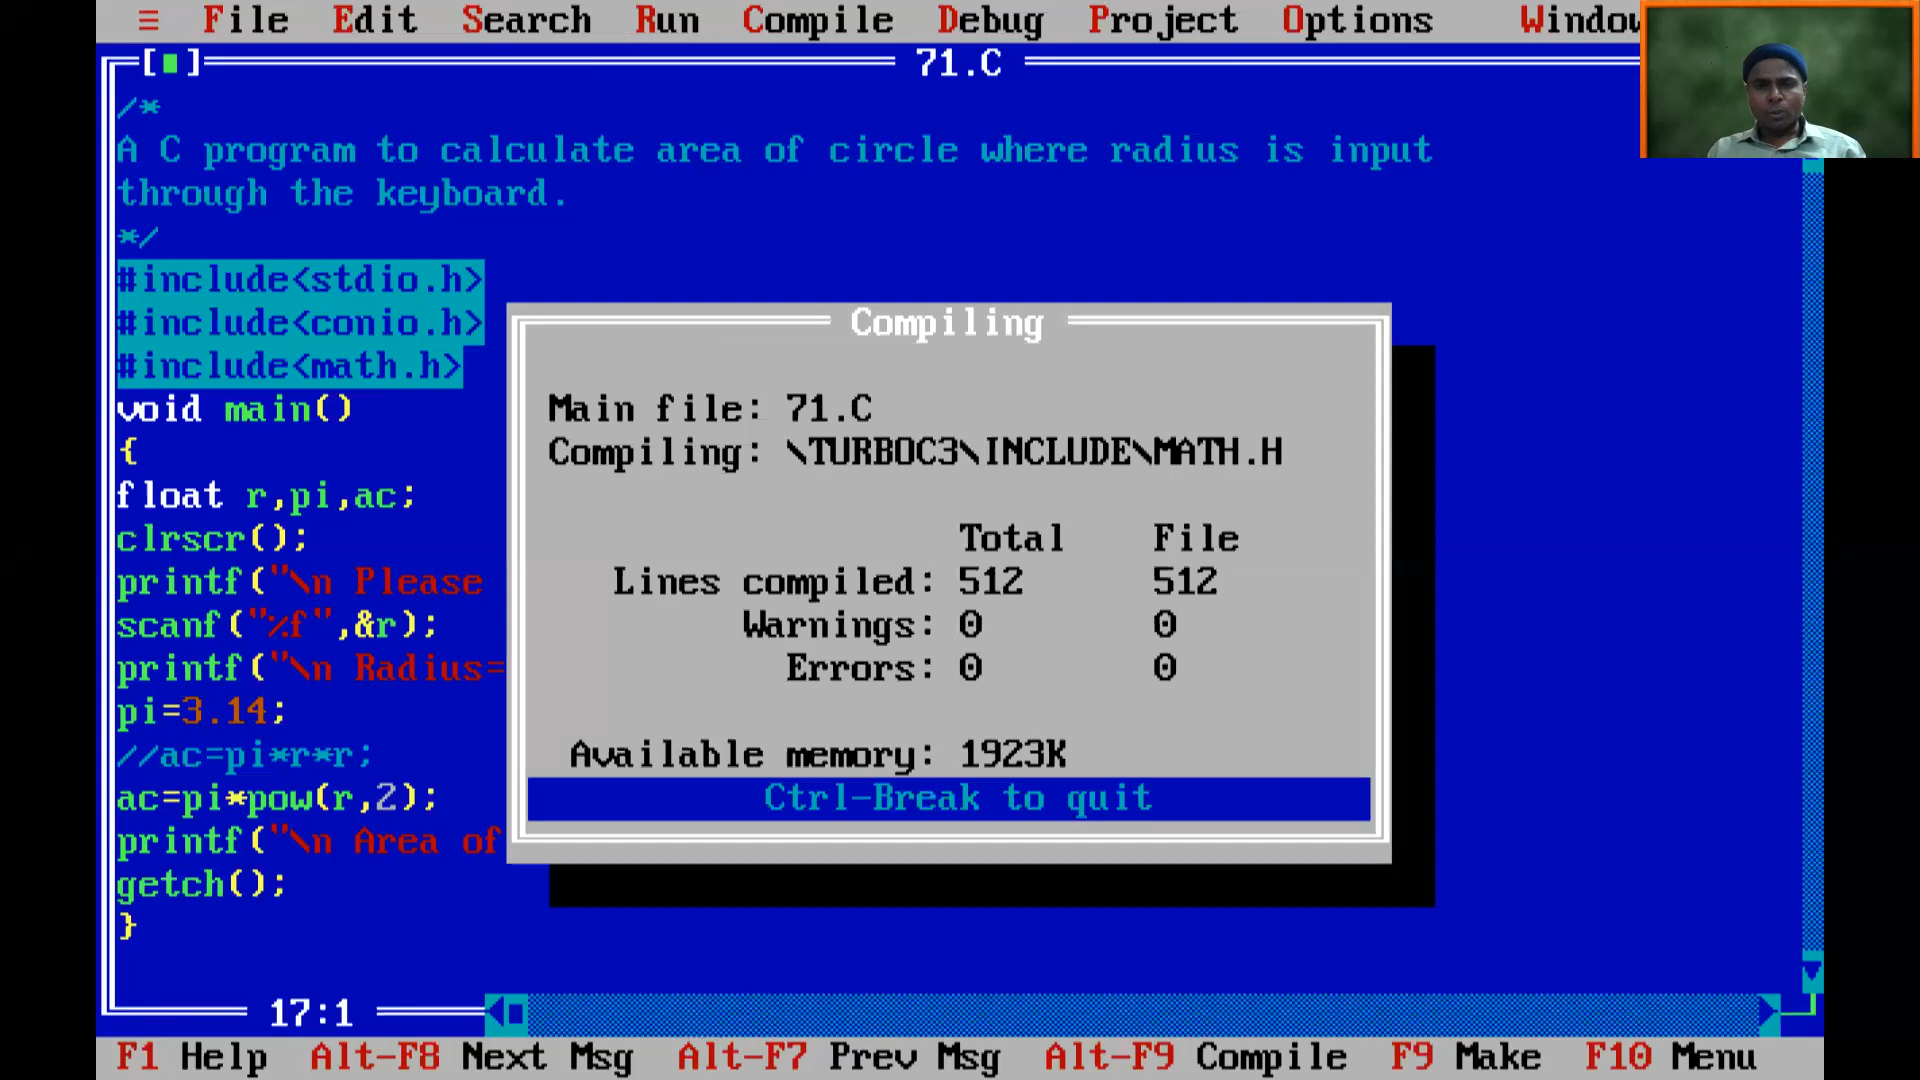 ≡ File Edit Search Run Compile Debug Project Options Window
[■] 71.C
/*
A C program to calculate area of circle where radius is input
through the keyboard.
*/
#include<stdio.h>
#include<conio.h>
#include<math.h>
void main()
{
float r,pi,ac;
clrscr();
printf("\n Please
scanf("%f",&r);
printf("\n Radius=
pi=3.14;
//ac=pi*r*r;
ac=pi*pow(r,2);
printf("\n Area of
getch();
}
Compiling
Main file: 71.C
Compiling: \TURBOC3\INCLUDE\MATH.H
Total File
Lines compiled: 512 512
Warnings: 0 0
Errors: 0 0
Available memory: 1923K
Ctrl-Break to quit
17:1
F1 Help Alt-F8 Next Msg Alt-F7 Prev Msg Alt-F9 Compile F9 Make F10 Menu